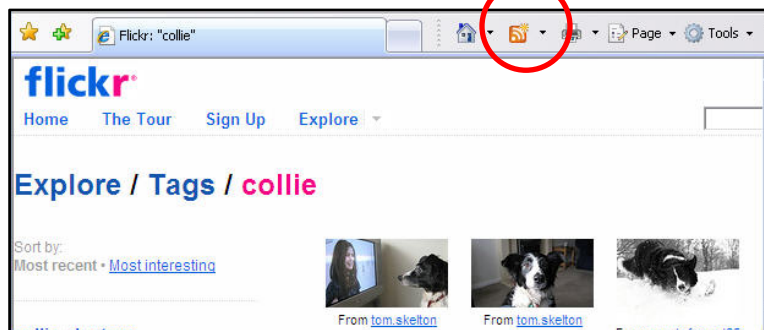 Flickr: "collie"
Page
Tools
flickr
Home The Tour Sign Up Explore
Explore / Tags / collie
Sort by:
Most recent • Most interesting
From tom.skelton
From tom.skelton